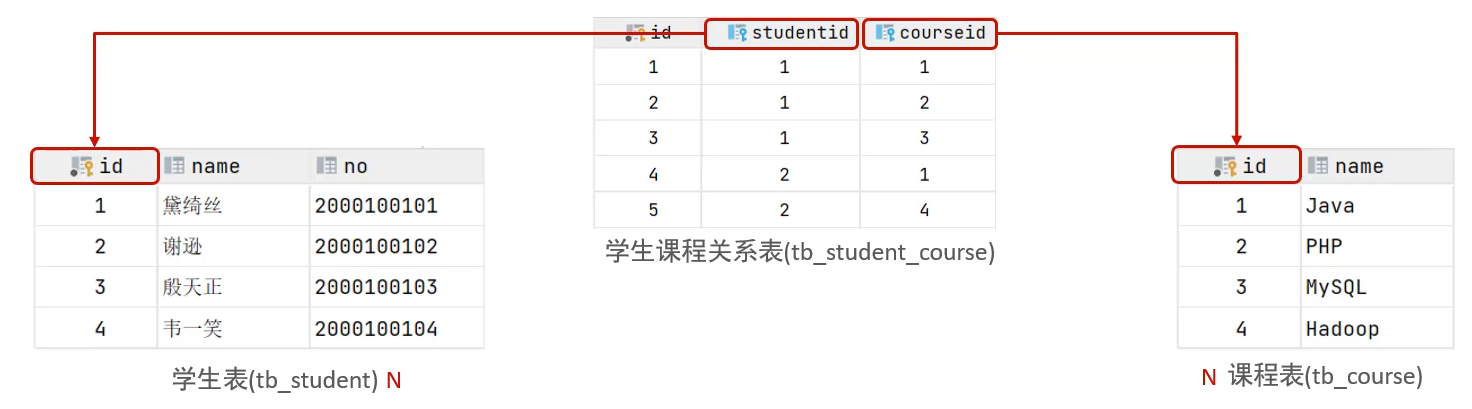 id studentid courseid
1 1 1
2 1 2
3 1 3
4 2 1
5 2 4
学生课程关系表(tb_student_course)
id name no
1 黛绮丝 2000100101
2 谢逊 2000100102
3 殷天正 2000100103
4 韦一笑 2000100104
学生表(tb_student) N
id name
1 Java
2 PHP
3 MySQL
4 Hadoop
N 课程表(tb_course)